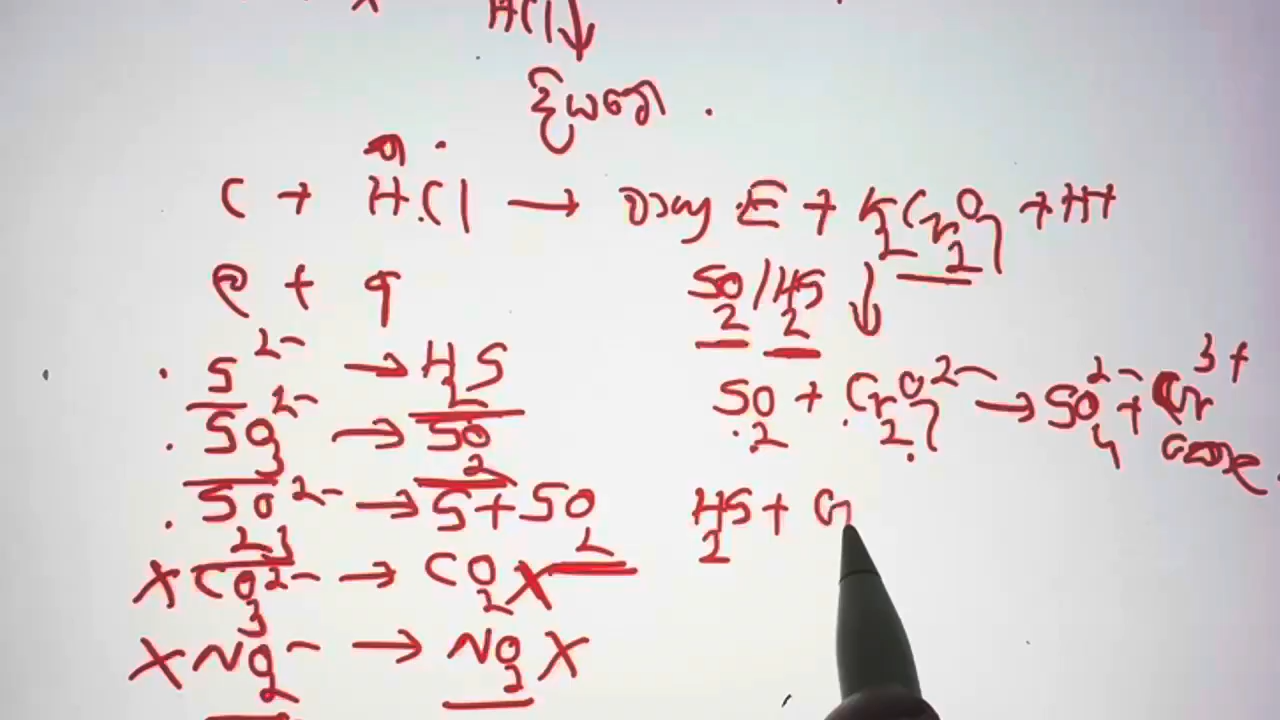 HCl ↓
දියවේ .
C + HCl → වායු E + K₂Cr₂O₇ + H⁺
SO₂ / H₂S ↓
S²⁻ → H₂S
SO₂ + Cr₂O₇²⁻ → SO₄²⁻ + Cr³⁺
SO₃²⁻ → SO₂
S₂O₃²⁻ → S + SO₂
H₂S + Cr
X CO₃²⁻ → CO₂ X
X NO₂⁻ → NO₂ X